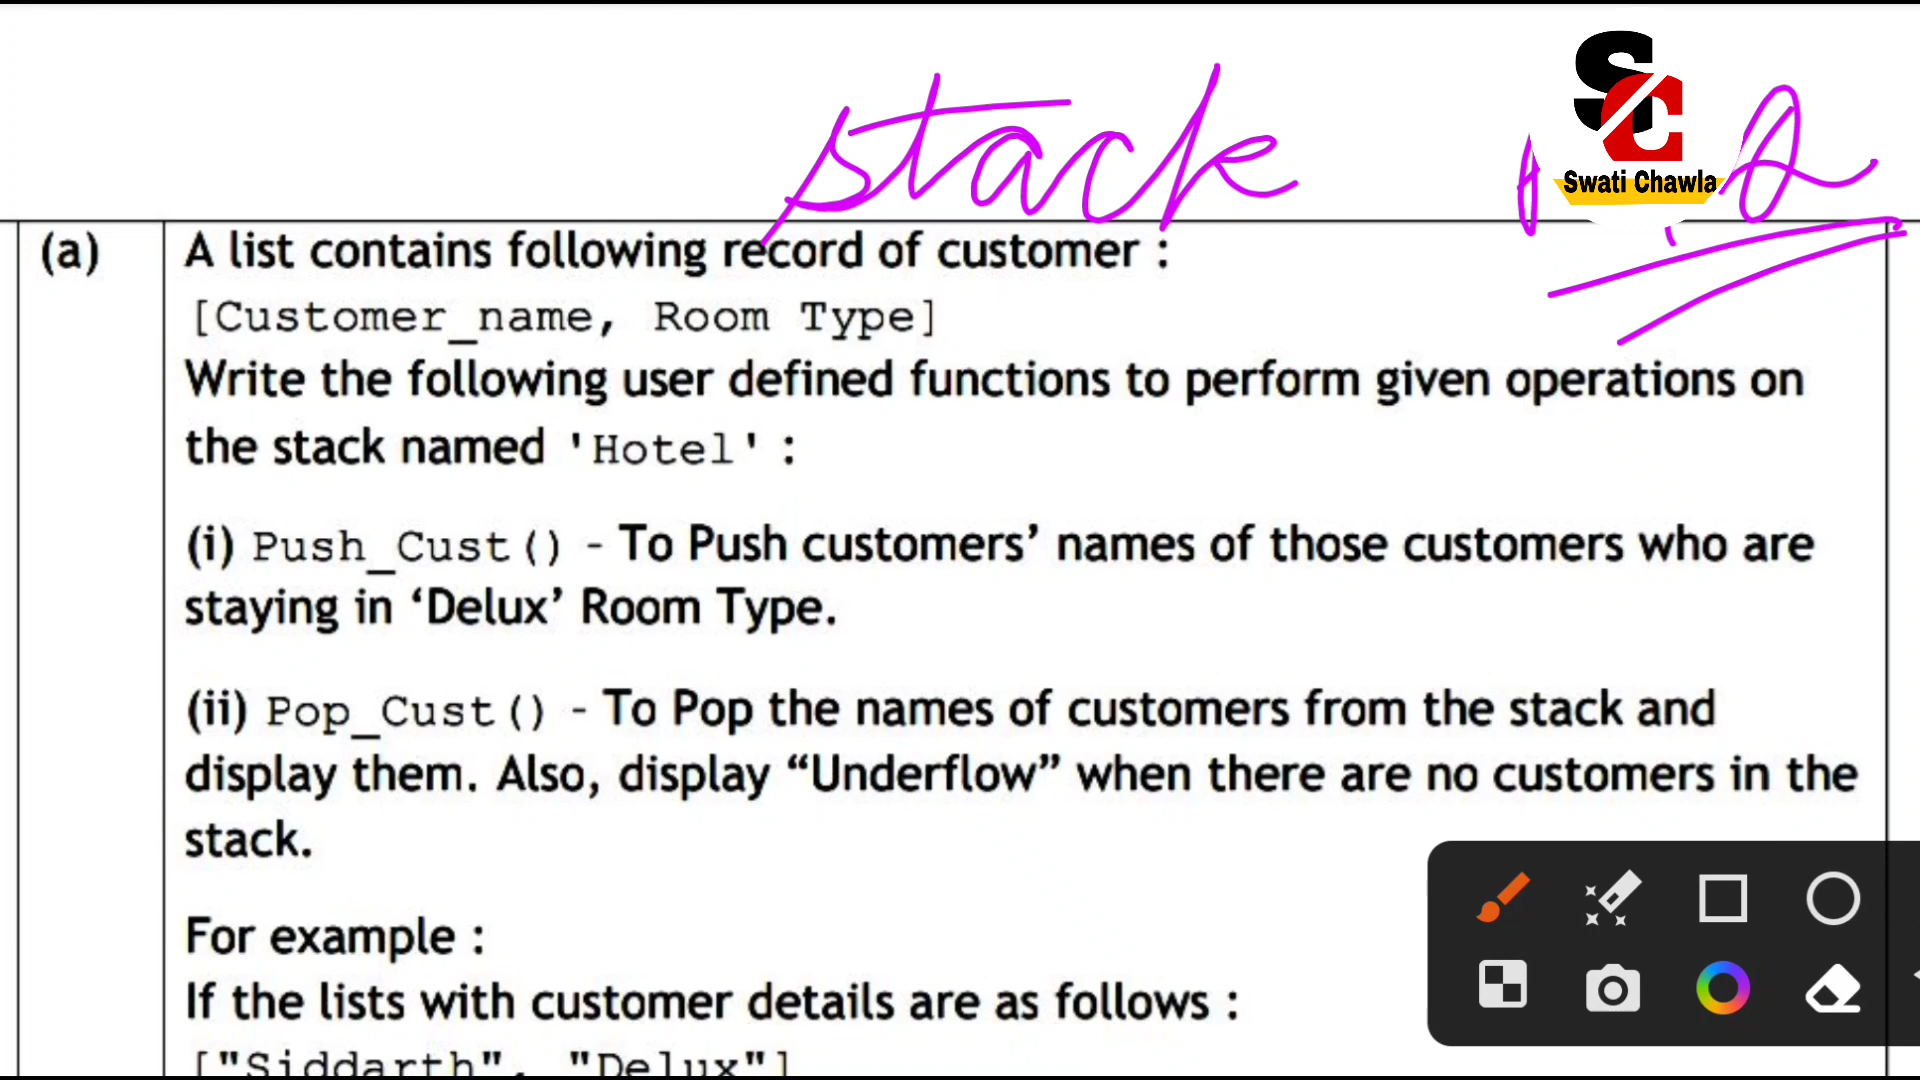 stack
SC
Swati Chawla
(a) A list contains following record of customer :
[Customer_name, Room Type]
Write the following user defined functions to perform given operations on
the stack named 'Hotel' :
(i) Push_Cust() - To Push customers’ names of those customers who are
staying in ‘Delux’ Room Type.
(ii) Pop_Cust() - To Pop the names of customers from the stack and
display them. Also, display “Underflow” when there are no customers in the
stack.
For example :
If the lists with customer details are as follows :
["Siddarth", "Delux"]